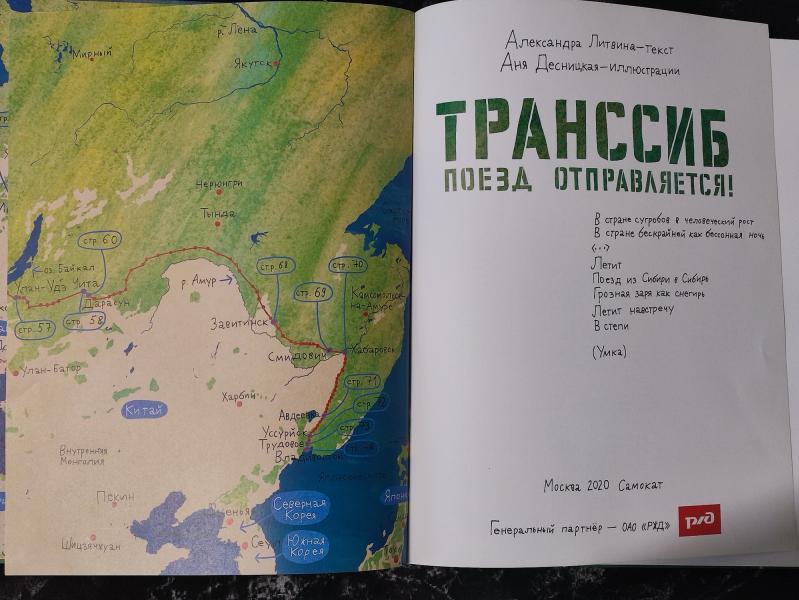 р. Лена
Мирный
Якутск
Нерюнгри
Тында
стр. 60
оз. Байкал
Улан-Удэ Чита
Дарасун
стр. 57
стр. 58
р. Амур
стр. 68
стр. 70
стр. 69
Комсомольск-
на-Амуре
Завитинск
Смидович
Хабаровск
Улан-Батор
Харбин
Китай
стр. 71
Авдеевка
Уссурийск
Трудовое
Владивосток
Внутренняя
Монголия
Пекин
Шицзячжуан
Северная
Корея
Сеул
Южная
Корея
Александра Литвина–текст
Аня Десницкая–иллюстрации
ТРАНССИБ
ПОЕЗД ОТПРАВЛЯЕТСЯ!
В стране сугробов в человеческий рост
В стране бескрайней как бессонная ночь
<...>
Летит
Поезд из Сибири в Сибирь
Грозная заря как снегирь
Летит навстречу
В степи
(Умка)
Москва 2020 Самокат
Генеральный партнёр — ОАО «РЖД»
РЖД